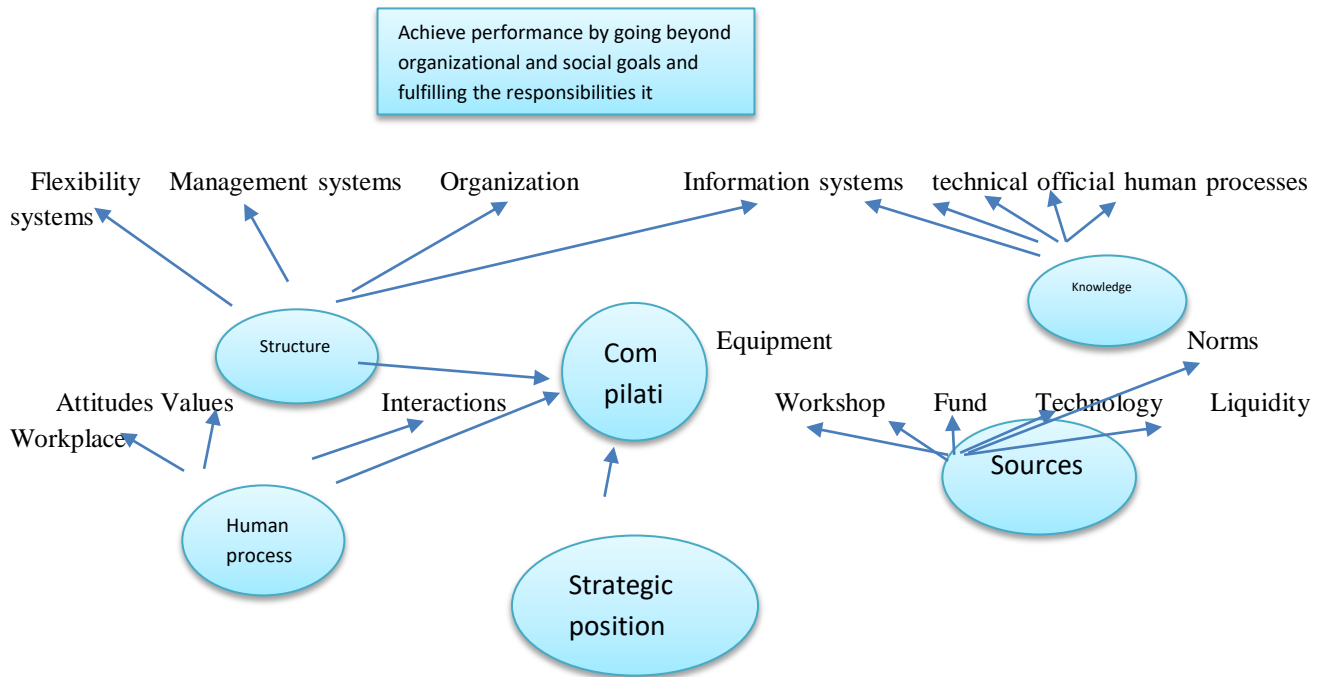 Achieve performance by going beyond
organizational and social goals and
fulfilling the responsibilities it
Flexibility Management systems Organization Information systems technical official human processes
systems
Knowledge
Structure
Com
pilati
Equipment
Norms
Attitudes Values Interactions
Workshop Fund Technology Liquidity
Workplace
Sources
Human
process
Strategic
position